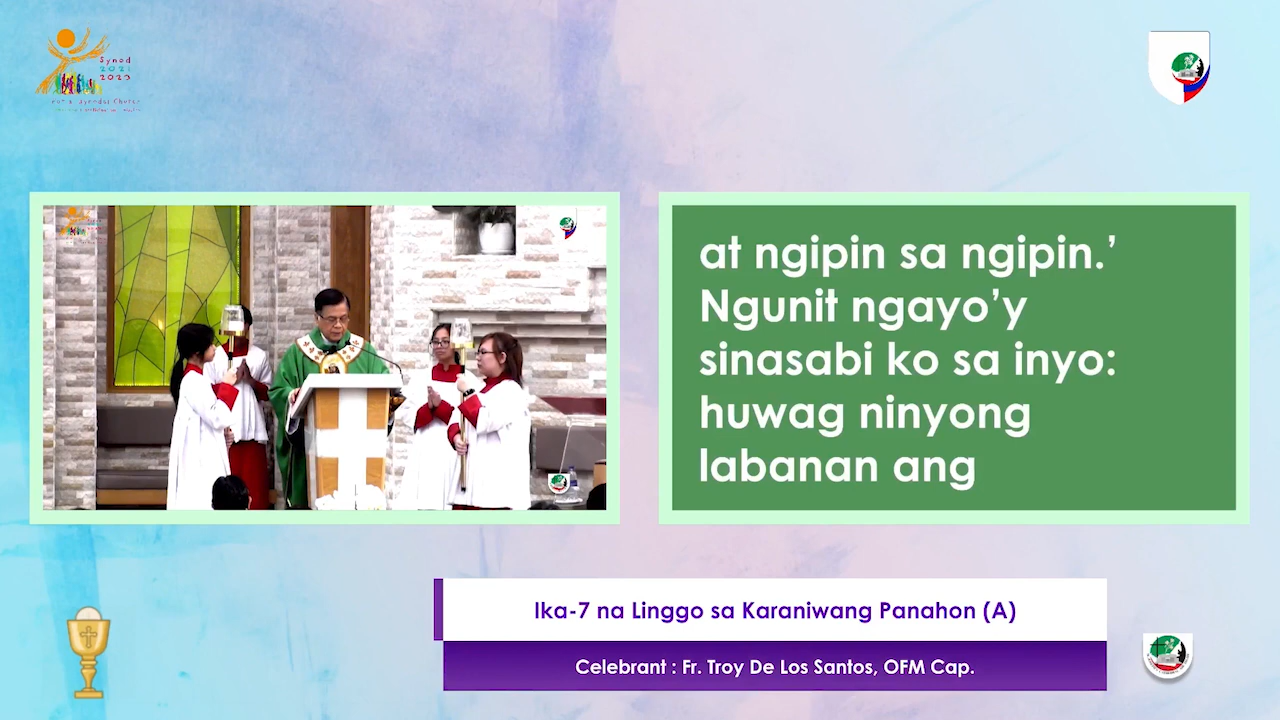 Synod
2021
2023
at ngipin sa ngipin.’
Ngunit ngayo’y
sinasabi ko sa inyo:
huwag ninyong
labanan ang
Ika-7 na Linggo sa Karaniwang Panahon (A)
Celebrant : Fr. Troy De Los Santos, OFM Cap.